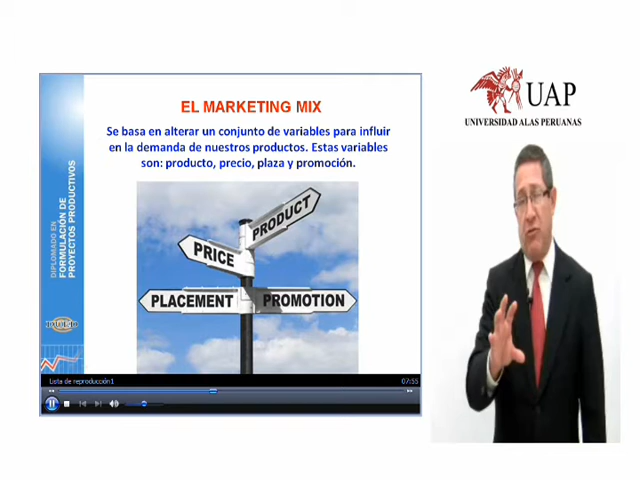 EL MARKETING MIX
Se basa en alterar un conjunto de variables para influir
en la demanda de nuestros productos. Estas variables
son: producto, precio, plaza y promoción.
PRODUCT
PRICE
PLACEMENT
PROMOTION
DIPLOMADO EN
FORMULACIÓN DE
PROYECTOS PRODUCTIVOS
DUED
Lista de reproducción1
07:55
UAP
UNIVERSIDAD ALAS PERUANAS